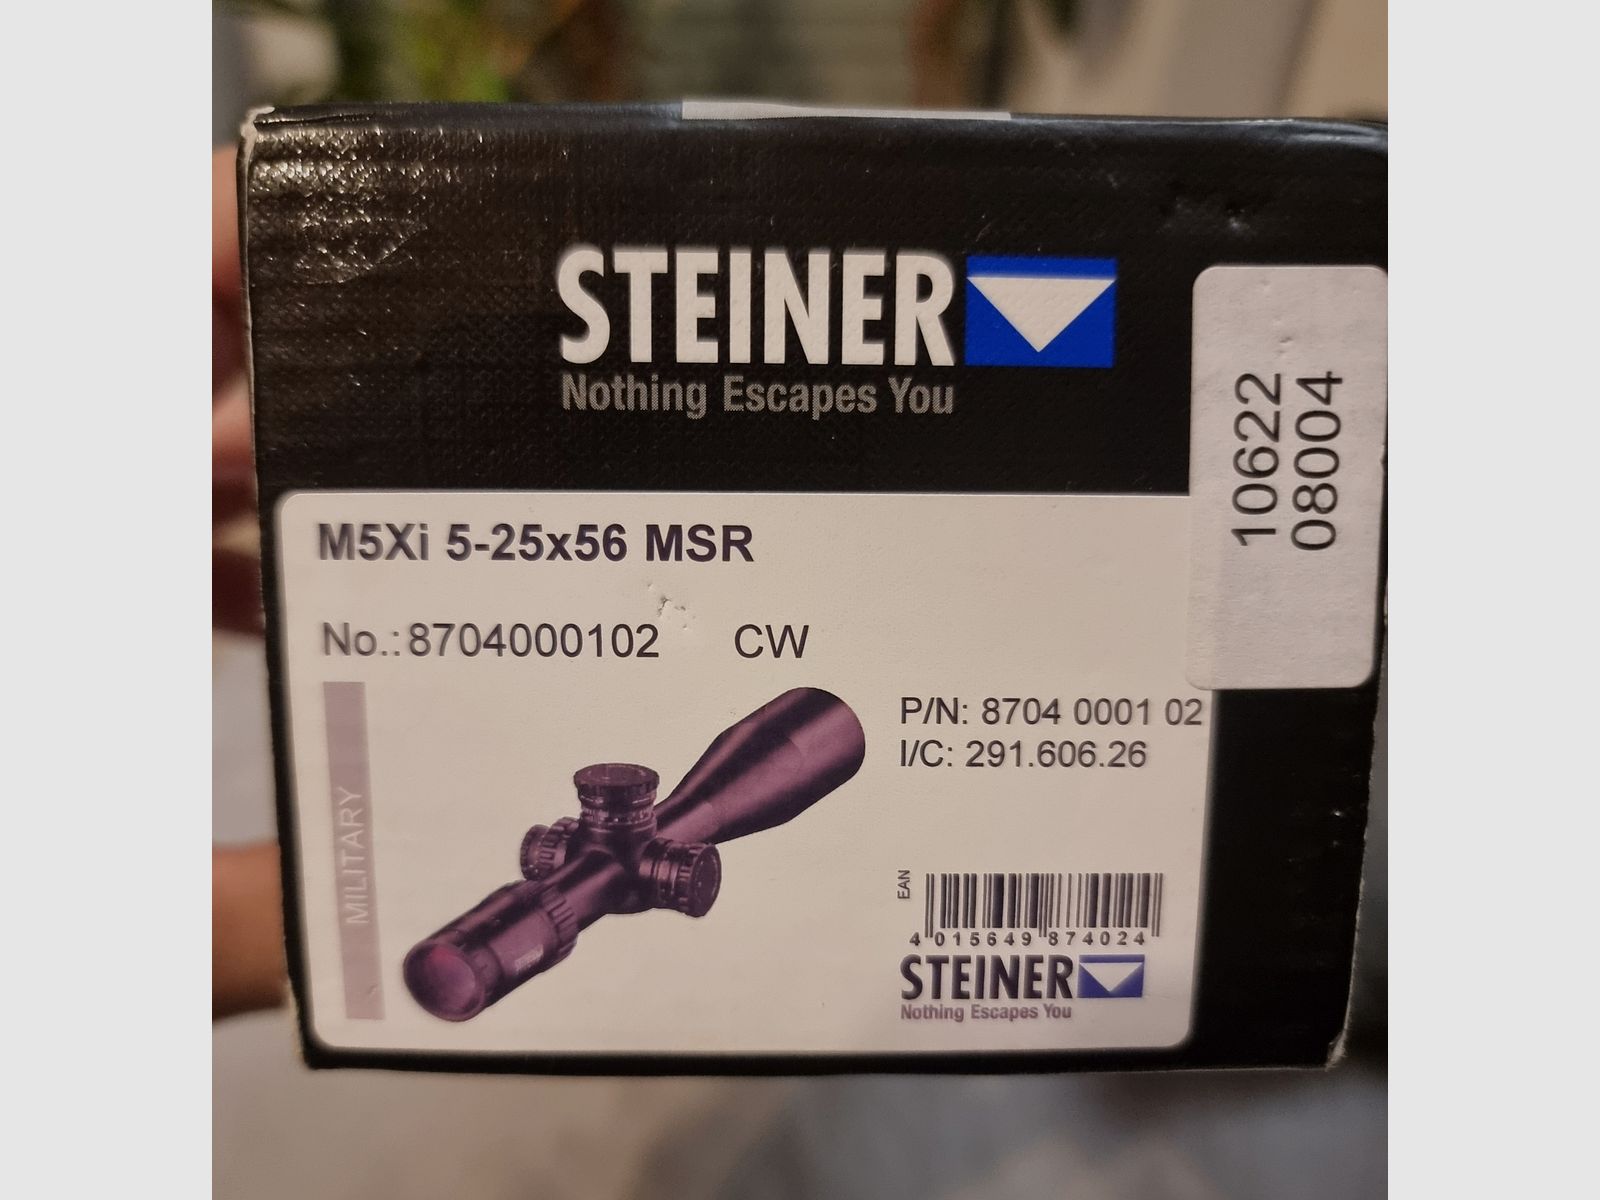 STEINER
Nothing Escapes You
10622
08004
M5Xi 5-25x56 MSR
No.:8704000102 CW
P/N: 8704 0001 02
I/C: 291.606.26
MILITARY
EAN
4 015649 874024
STEINER
Nothing Escapes You